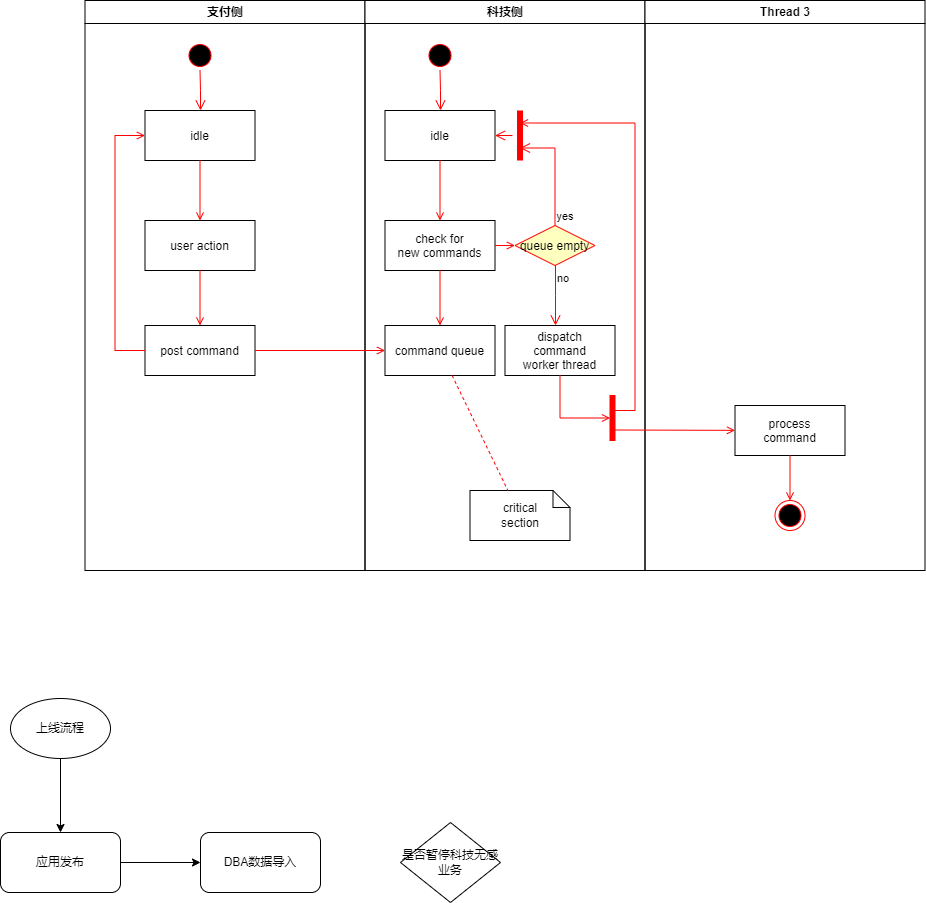 支付侧
科技侧
Thread 3
idle
idle
user action
check for
new commands
yes
queue empty
no
post command
command queue
dispatch
command
worker thread
process
command
critical
section
上线流程
应用发布
DBA数据导入
是否暂停科技无感
业务